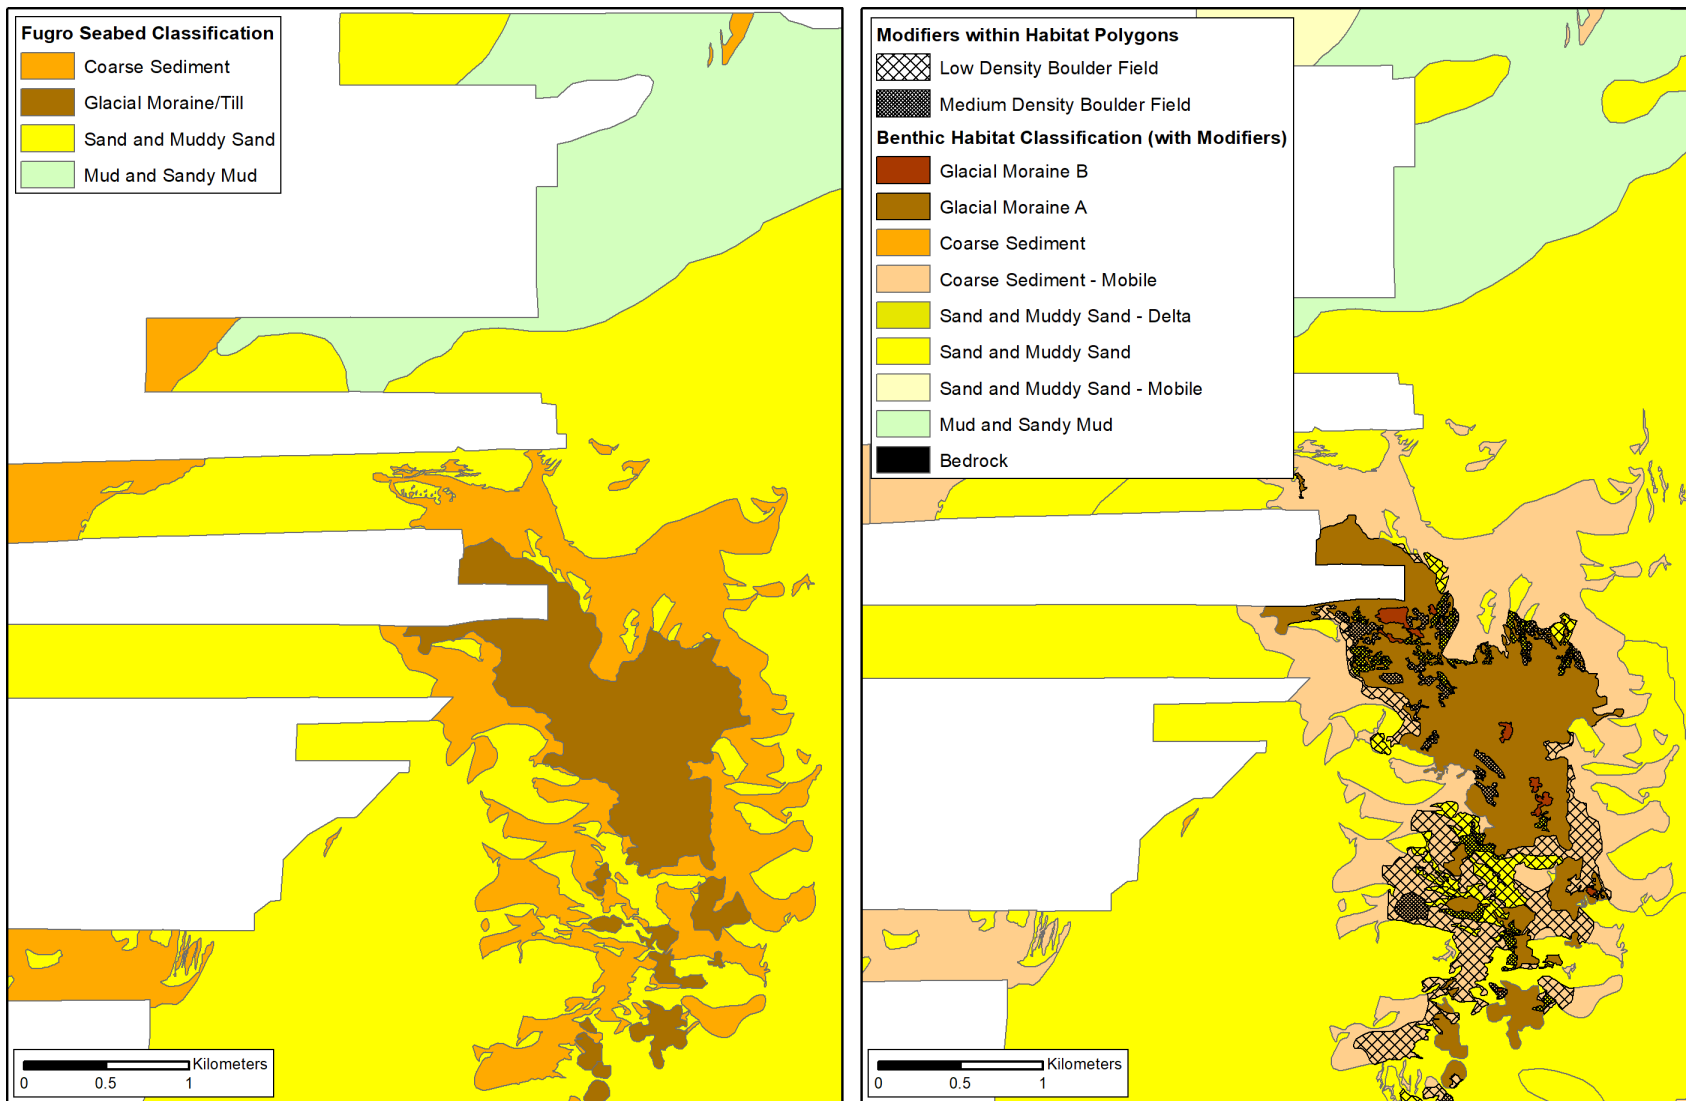 Fugro Seabed Classification
Coarse Sediment
Glacial Moraine/Till
Sand and Muddy Sand
Mud and Sandy Mud
Kilometers
0 0.5 1
Modifiers within Habitat Polygons
Low Density Boulder Field
Medium Density Boulder Field
Benthic Habitat Classification (with Modifiers)
Glacial Moraine B
Glacial Moraine A
Coarse Sediment
Coarse Sediment - Mobile
Sand and Muddy Sand - Delta
Sand and Muddy Sand
Sand and Muddy Sand - Mobile
Mud and Sandy Mud
Bedrock
Kilometers
0 0.5 1